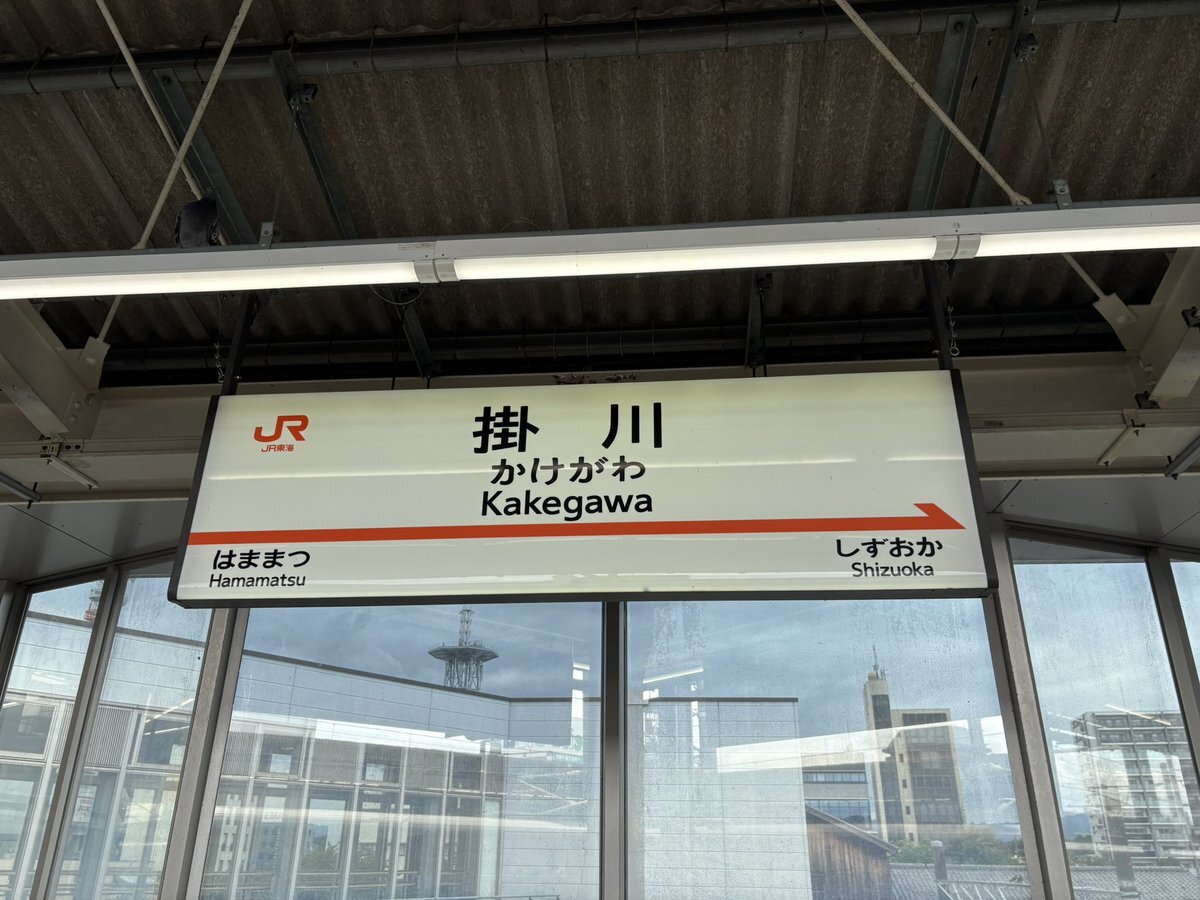 JR
JR東海
掛川
かけがわ
Kakegawa
はままつ
Hamamatsu
しずおか
Shizuoka